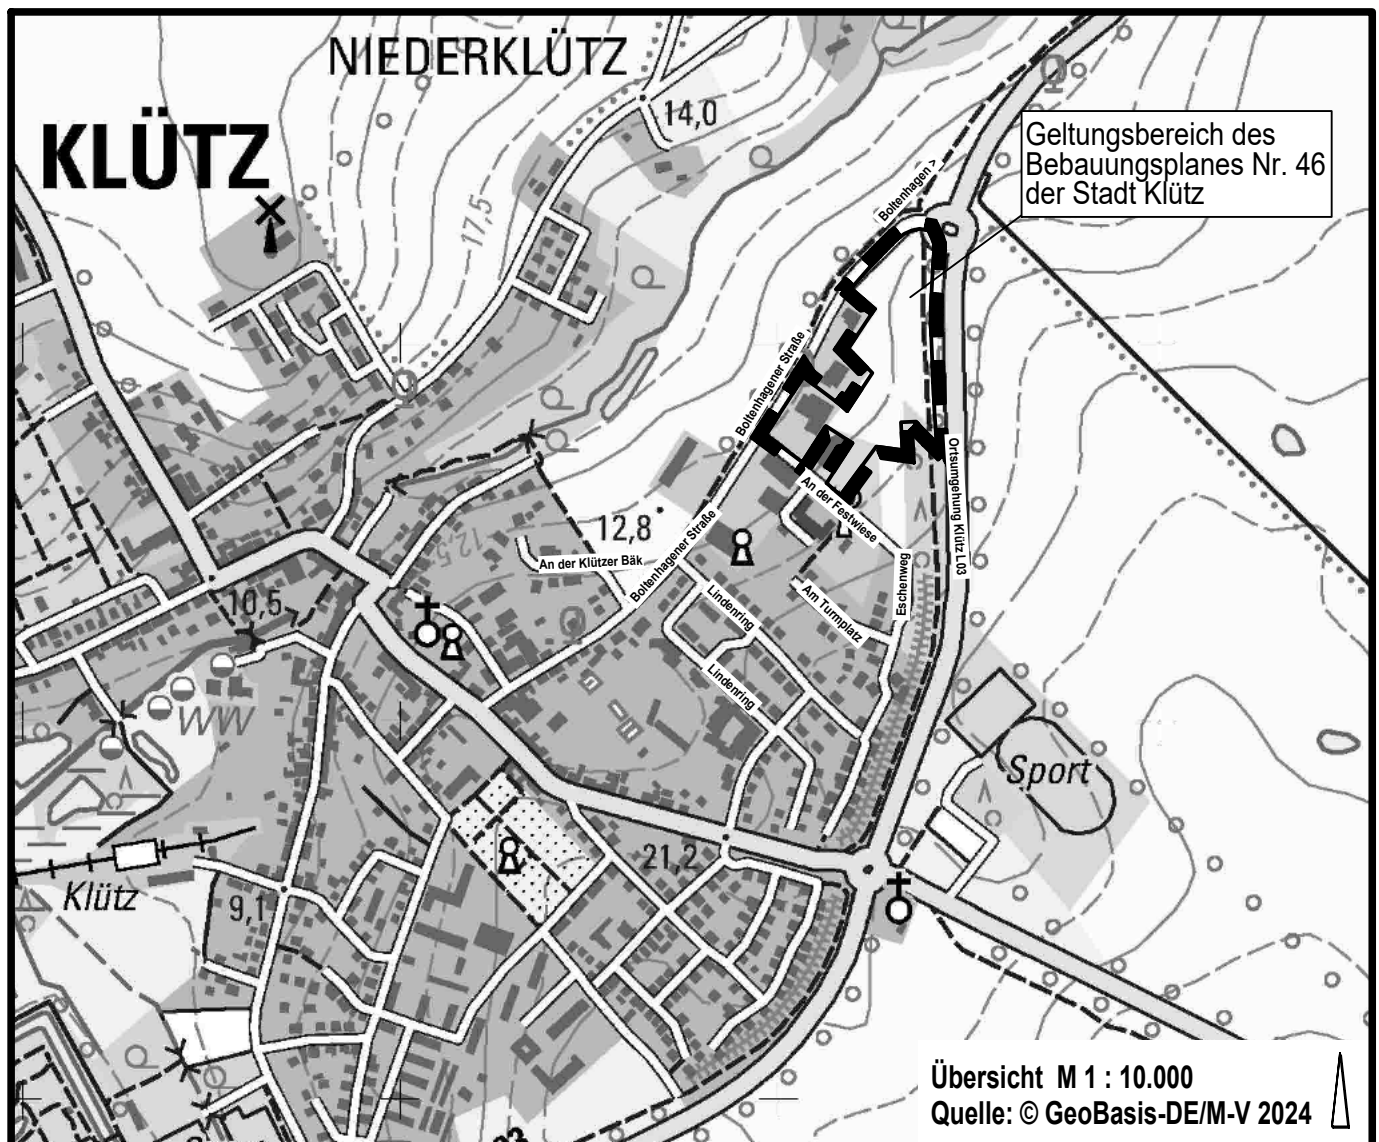 NIEDERKLÜTZ
KLÜTZ
14,0
17,5
Geltungsbereich des
Bebauungsplanes Nr. 46
der Stadt Klütz
Boltenhagen >
Boltenhagener Straße
Ortsumgehung Klütz L03
An der Festwiese
12,8
12,5
An der Klützer Bäk
Boltenhagener Straße
Eschenweg
Am Turmplatz
Lindenring
Lindenring
10,5
WW
Sport
Klütz
21,2
9,1
Übersicht M 1 : 10.000
Quelle: © GeoBasis-DE/M-V 2024